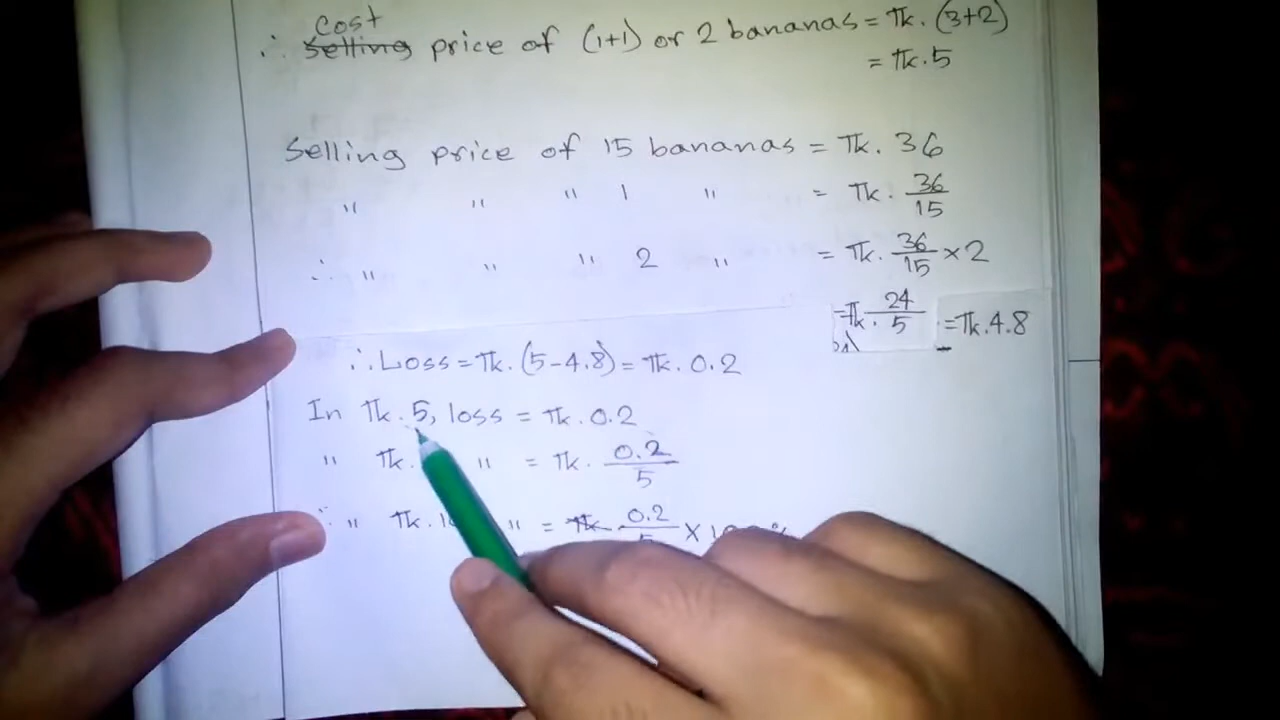 Cost
∴ Selling price of (1+1) or 2 bananas = Tk. (3+2)
= Tk. 5
Selling price of 15 bananas = Tk. 36
" " " 1 " = Tk. 36/15
∴ " " " 2 " = Tk. 36/15 × 2
= Tk. 24/5 = Tk. 4.8
∴ Loss = Tk. (5-4.8) = Tk. 0.2
In Tk. 5, loss = Tk. 0.2
" Tk. " = Tk. 0.2/5
∴ " Tk. " = Tk 0.2/5 ×